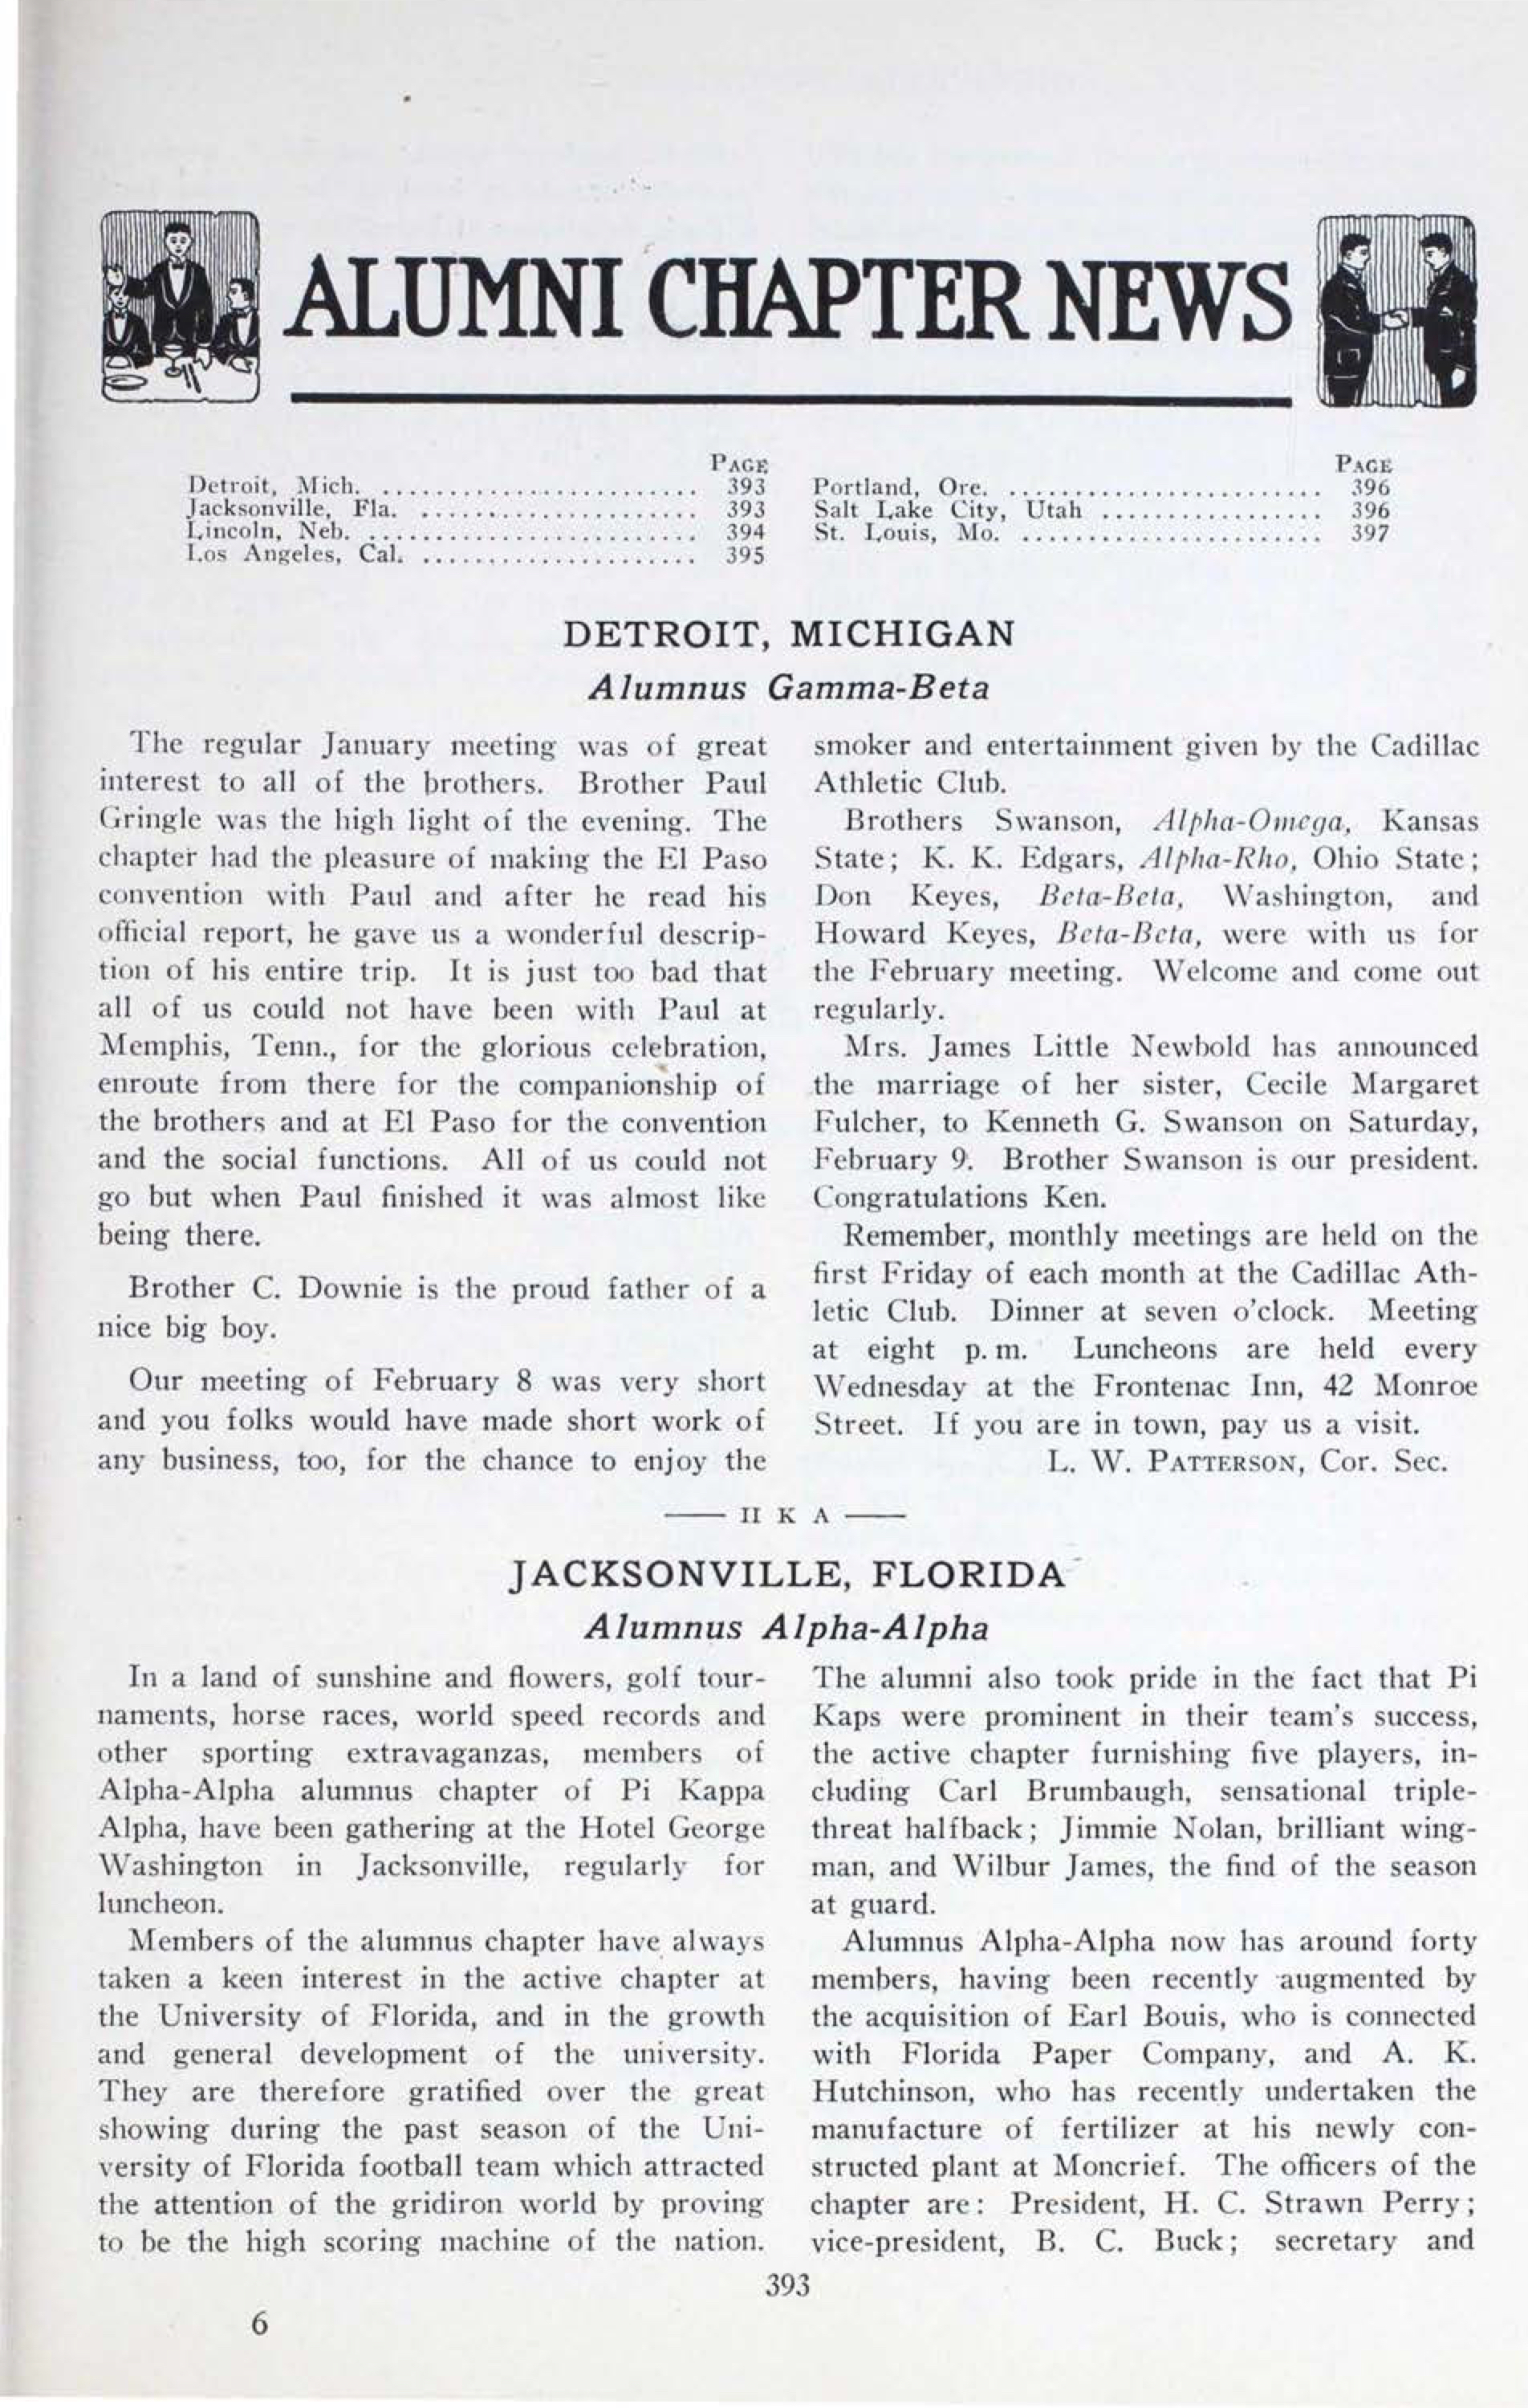 ALUMNI CHAPTER NEWS
PAGE
Detroit, Mich. ........................ 393
Jacksonville, Fla. ..................... 393
Lincoln, Neb. ......................... 394
Los Angeles, Cal. ..................... 395
PAGE
Portland, Ore. ........................ 396
Salt Lake City, Utah ................. 396
St. Louis, Mo. ....................... 397
DETROIT, MICHIGAN
Alumnus Gamma-Beta
The regular January meeting was of great
interest to all of the brothers. Brother Paul
Gringle was the high light of the evening. The
chapter had the pleasure of making the El Paso
convention with Paul and after he read his
official report, he gave us a wonderful descrip-
tion of his entire trip. It is just too bad that
all of us could not have been with Paul at
Memphis, Tenn., for the glorious celebration,
enroute from there for the companionship of
the brothers and at El Paso for the convention
and the social functions. All of us could not
go but when Paul finished it was almost like
being there.
Brother C. Downie is the proud father of a
nice big boy.
Our meeting of February 8 was very short
and you folks would have made short work of
any business, too, for the chance to enjoy the
smoker and entertainment given by the Cadillac
Athletic Club.
Brothers Swanson, Alpha-Omega, Kansas
State; K. K. Edgars, Alpha-Rho, Ohio State;
Don Keyes, Beta-Beta, Washington, and
Howard Keyes, Beta-Beta, were with us for
the February meeting. Welcome and come out
regularly.
Mrs. James Little Newbold has announced
the marriage of her sister, Cecile Margaret
Fulcher, to Kenneth G. Swanson on Saturday,
February 9. Brother Swanson is our president.
Congratulations Ken.
Remember, monthly meetings are held on the
first Friday of each month at the Cadillac Ath-
letic Club. Dinner at seven o'clock. Meeting
at eight p. m. Luncheons are held every
Wednesday at the Frontenac Inn, 42 Monroe
Street. If you are in town, pay us a visit.
L. W. PATTERSON, Cor. Sec.
—— Π K A ——
JACKSONVILLE, FLORIDA
Alumnus Alpha-Alpha
In a land of sunshine and flowers, golf tour-
naments, horse races, world speed records and
other sporting extravaganzas, members of
Alpha-Alpha alumnus chapter of Pi Kappa
Alpha, have been gathering at the Hotel George
Washington in Jacksonville, regularly for
luncheon.
Members of the alumnus chapter have always
taken a keen interest in the active chapter at
the University of Florida, and in the growth
and general development of the university.
They are therefore gratified over the great
showing during the past season of the Uni-
versity of Florida football team which attracted
the attention of the gridiron world by proving
to be the high scoring machine of the nation.
The alumni also took pride in the fact that Pi
Kaps were prominent in their team's success,
the active chapter furnishing five players, in-
cluding Carl Brumbaugh, sensational triple-
threat halfback; Jimmie Nolan, brilliant wing-
man, and Wilbur James, the find of the season
at guard.
Alumnus Alpha-Alpha now has around forty
members, having been recently augmented by
the acquisition of Earl Bouis, who is connected
with Florida Paper Company, and A. K.
Hutchinson, who has recently undertaken the
manufacture of fertilizer at his newly con-
structed plant at Moncrief. The officers of the
chapter are: President, H. C. Strawn Perry;
vice-president, B. C. Buck; secretary and
393
6